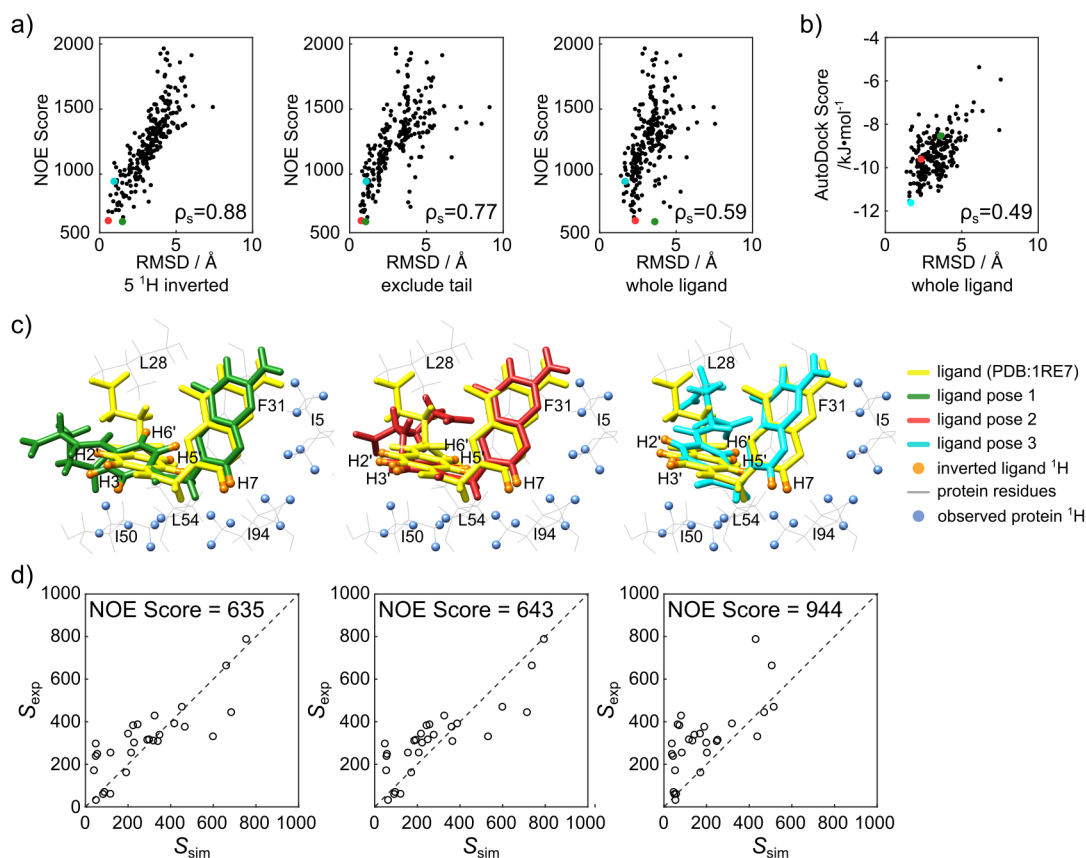 a)
2000
1500
1000
500
NOE Score
ρs=0.88
0
5
10
RMSD / Å
5 ¹H inverted
2000
1500
1000
500
NOE Score
ρs=0.77
0
5
10
RMSD / Å
exclude tail
2000
1500
1000
500
NOE Score
ρs=0.59
0
5
10
RMSD / Å
whole ligand
b)
-4
-6
-8
-10
-12
AutoDock Score
/kJ•mol⁻¹
ρs=0.49
0
5
10
RMSD / Å
whole ligand
c)
L28
F31
I5
H6'
H2'
H5'
H3'
H7
L54
I50
I94
L28
F31
I5
H6'
H2'
H5'
H3'
H7
L54
I50
I94
L28
F31
I5
H2'
H6'
H5'
H3'
H7
L54
I50
I94
ligand (PDB:1RE7)
ligand pose 1
ligand pose 2
ligand pose 3
inverted ligand ¹H
protein residues
observed protein ¹H
d)
1000
800
600
400
200
0
Sexp
NOE Score = 635
0 200 400 600 800 1000
Ssim
1000
800
600
400
200
0
Sexp
NOE Score = 643
0 200 400 600 800 1000
Ssim
1000
800
600
400
200
0
Sexp
NOE Score = 944
0 200 400 600 800 1000
Ssim